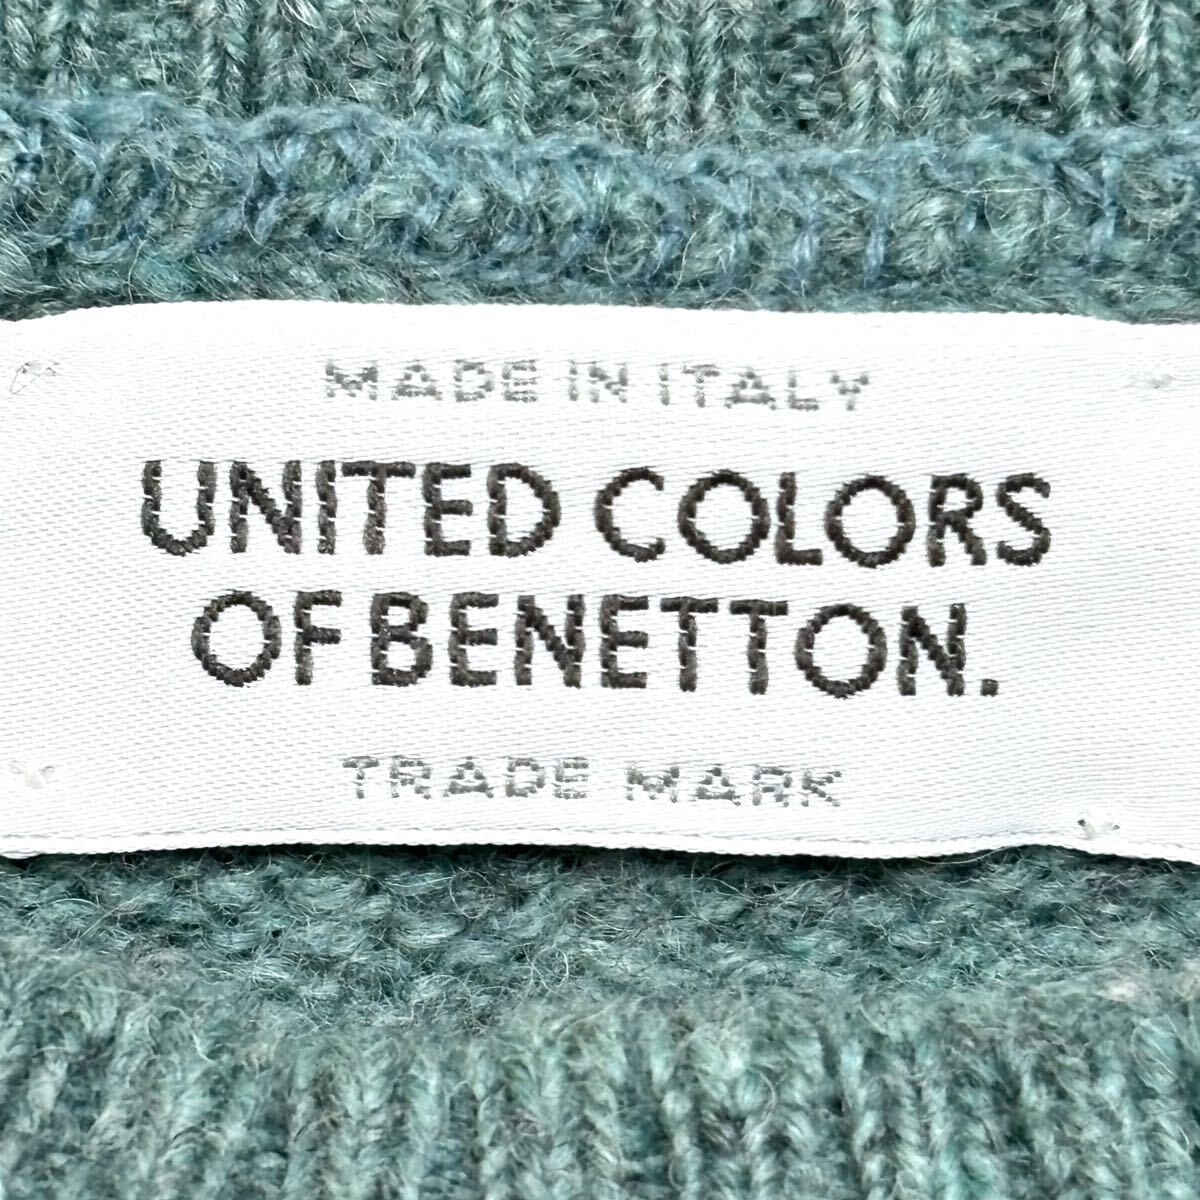 MADE IN ITALY
UNITED COLORS
OF BENETTON.
TRADE MARK